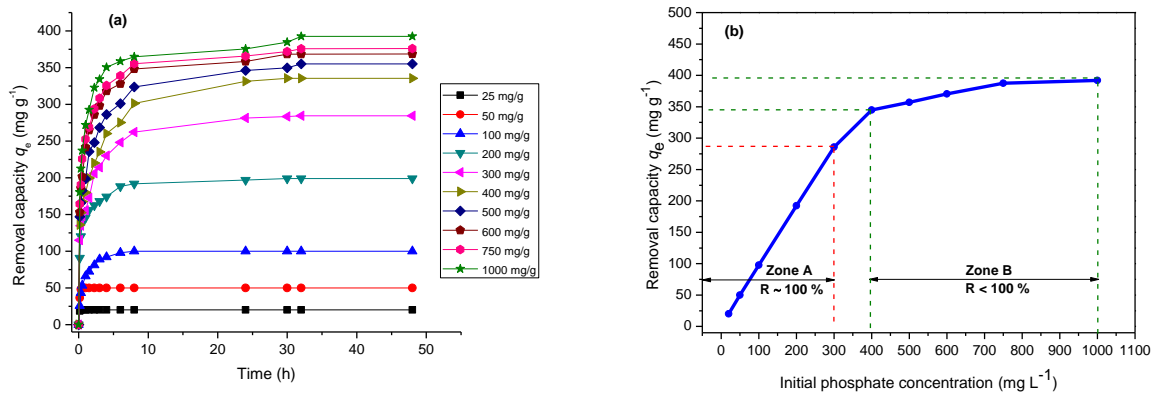 (a)
Removal capacity qe (mg g-1)
400
350
300
250
200
150
100
50
0
0 10 20 30 40 50
Time (h)
25 mg/g
50 mg/g
100 mg/g
200 mg/g
300 mg/g
400 mg/g
500 mg/g
600 mg/g
750 mg/g
1000 mg/g
(b)
Removal capacity qe (mg g-1)
500
450
400
350
300
250
200
150
100
50
0
Zone A
R ~ 100 %
Zone B
R < 100 %
0 100 200 300 400 500 600 700 800 900 1000 1100
Initial phosphate concentration (mg L-1)